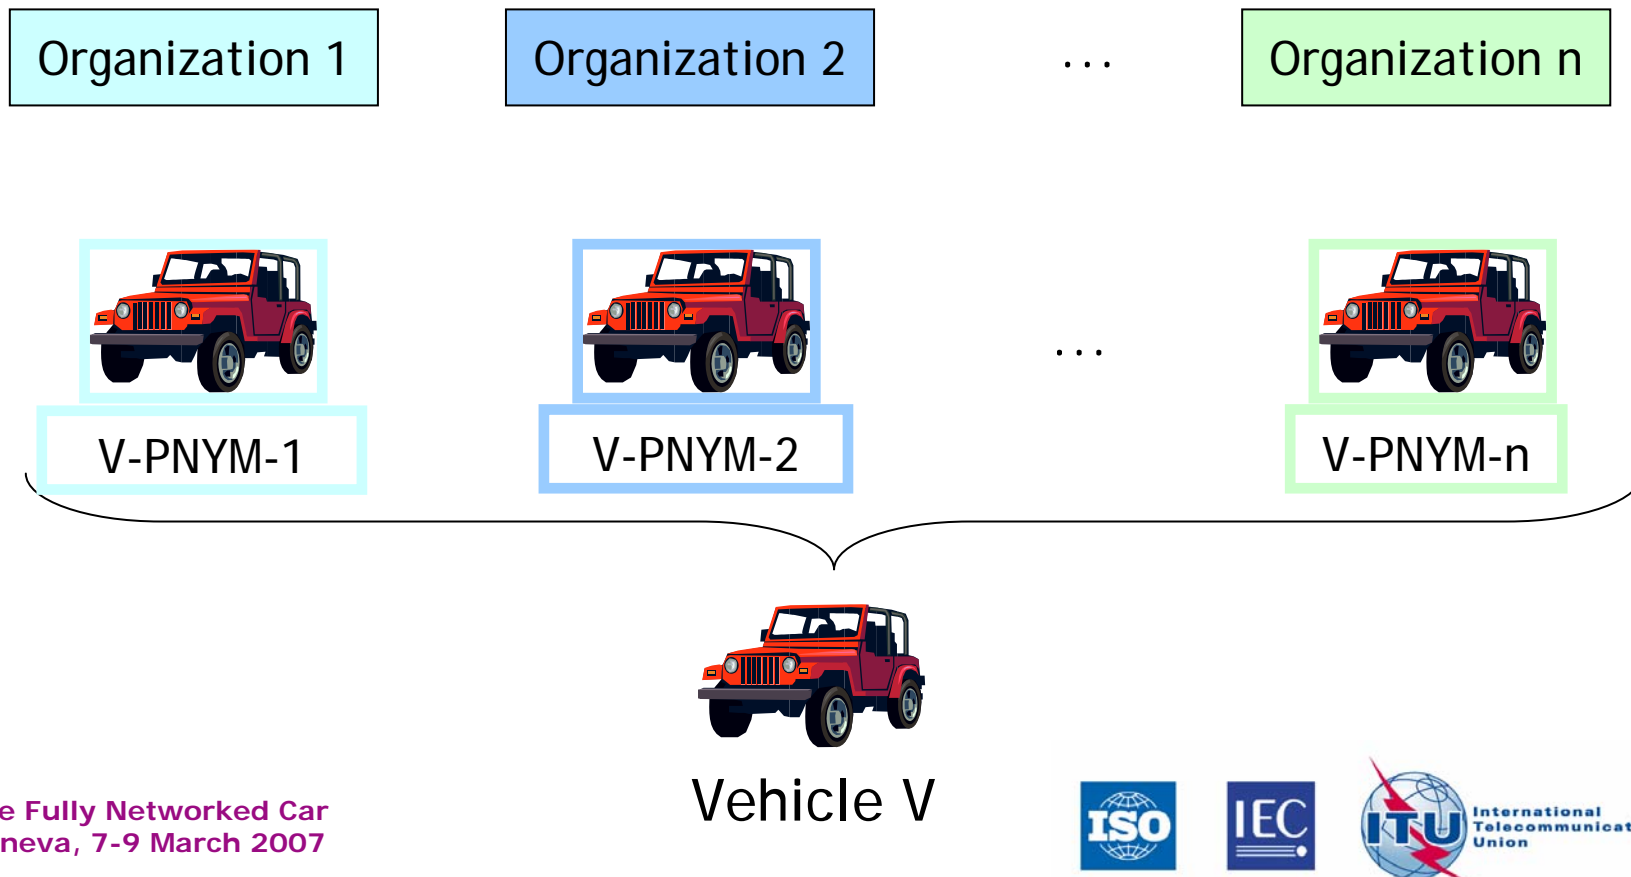 Organization 1 Organization 2 ... Organization n
...
V-PNYM-1 V-PNYM-2 V-PNYM-n
Vehicle V
e Fully Networked Car
neva, 7-9 March 2007
ISO
IEC
ITU
International
Telecommunicat
Union